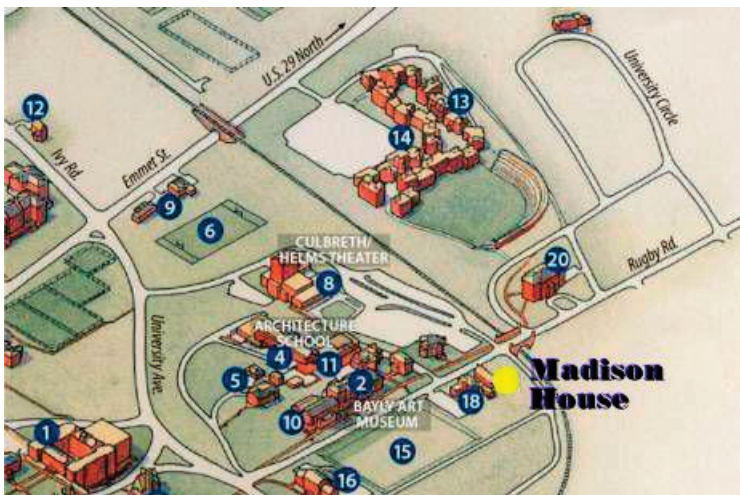 U.S. 29 North
University Circle
13
12
14
Ivy Rd.
Emmet St.
9
6
CULBRETH/
HELMS THEATER
20
Rugby Rd.
8
University Ave.
ARCHITECTURE
SCHOOL
4
11
5
2
Madison
House
18
BAYLY ART
MUSEUM
10
1
15
16